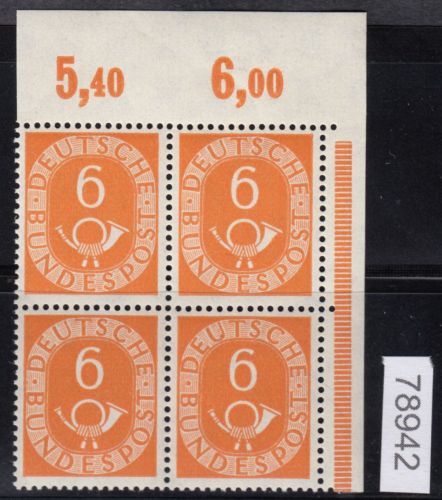 5,40 6,00
6 6
DEUTSCHE DEUTSCHE
BUNDESPOST BUNDESPOST
6 6
DEUTSCHE DEUTSCHE
BUNDESPOST BUNDESPOST
78942